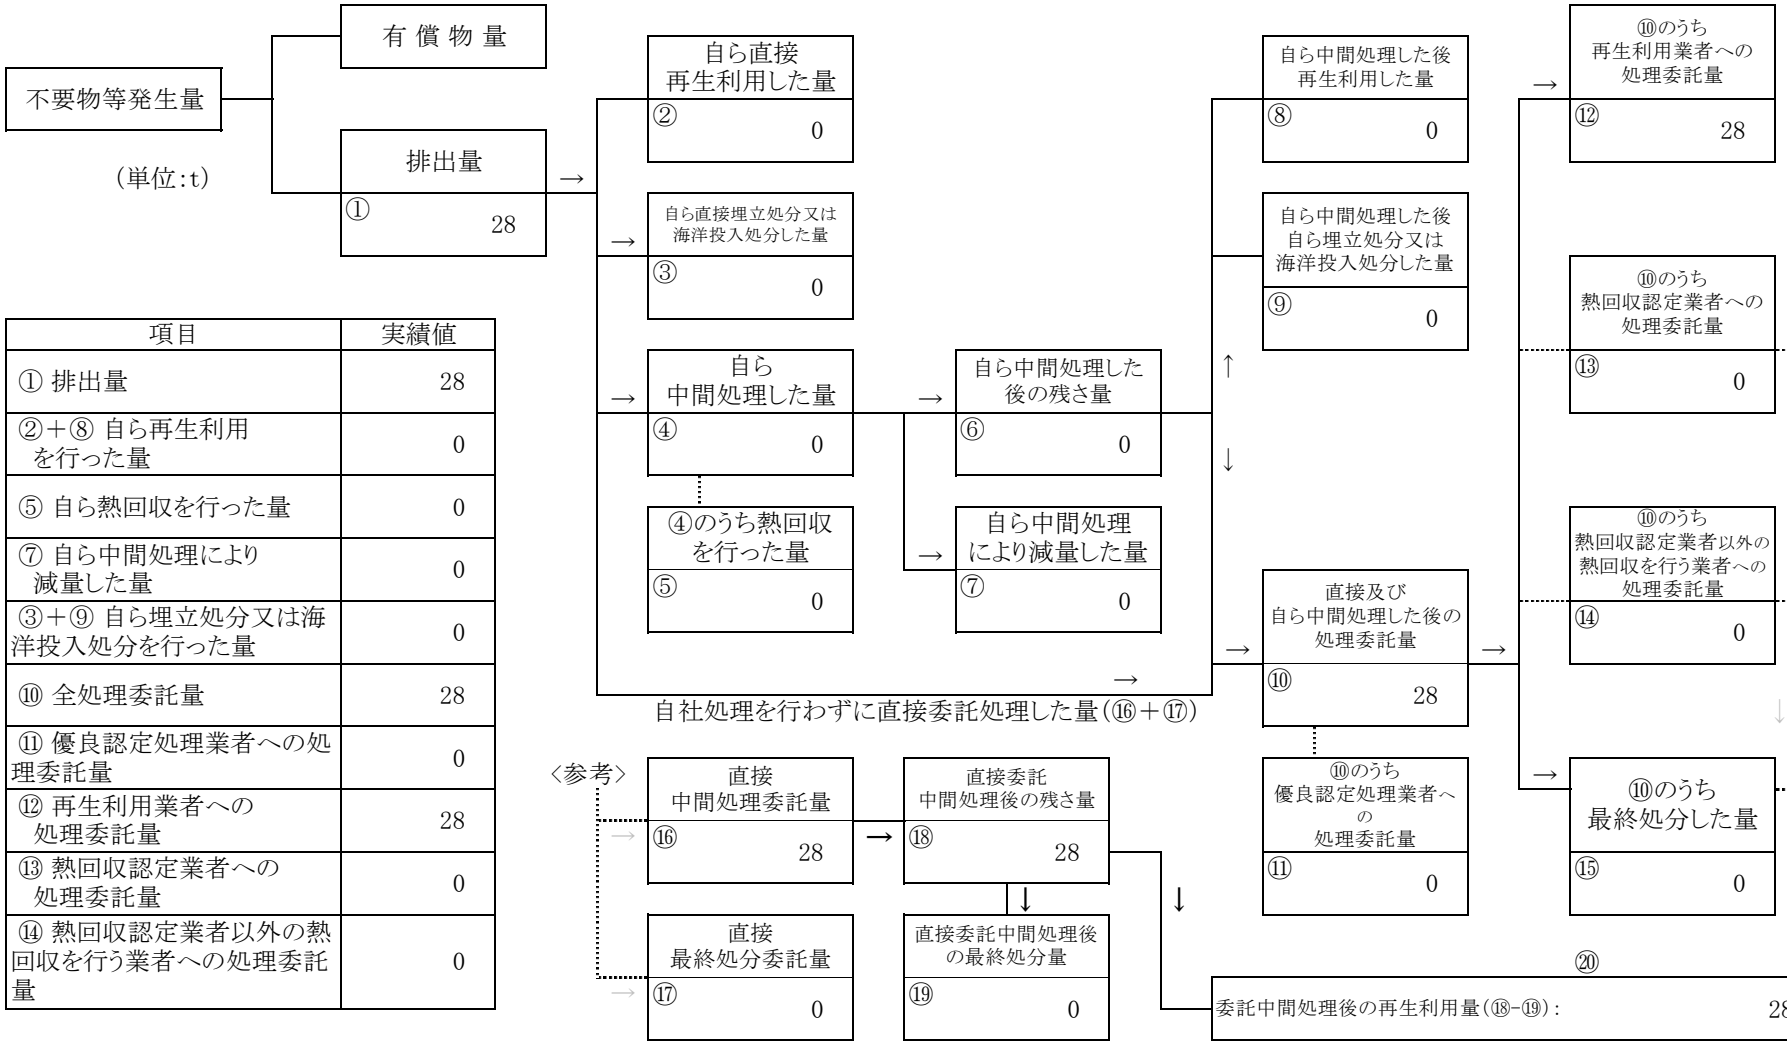 有 償 物 量
不要物等発生量
(単位:t)
排出量
①
28
→
自ら直接
再生利用した量
②
0
→
自ら直接埋立処分又は
海洋投入処分した量
③
0
→
自ら
中間処理した量
④
0
④のうち熱回収
を行った量
⑤
0
→
自ら中間処理した
後の残さ量
⑥
0
→
自ら中間処理
により減量した量
⑦
0
↑
↓
自ら中間処理した後
再生利用した量
⑧
0
自ら中間処理した後
自ら埋立処分又は
海洋投入処分した量
⑨
0
→
自社処理を行わずに直接委託処理した量(⑯+⑰)
→
直接及び
自ら中間処理した後の
処理委託量
⑩
28
→
⑩のうち
優良認定処理業者へ
の
処理委託量
⑪
0
→
⑩のうち
再生利用業者への
処理委託量
⑫
28
⑩のうち
熱回収認定業者への
処理委託量
⑬
0
⑩のうち
熱回収認定業者以外の
熱回収を行う業者への
処理委託量
⑭
0
↓
→
⑩のうち
最終処分した量
⑮
0
項目 実績値
① 排出量 28
②+⑧ 自ら再生利用
を行った量 0
⑤ 自ら熱回収を行った量 0
⑦ 自ら中間処理により
減量した量 0
③+⑨ 自ら埋立処分又は海
洋投入処分を行った量 0
⑩ 全処理委託量 28
⑪ 優良認定処理業者への処
理委託量 0
⑫ 再生利用業者への
処理委託量 28
⑬ 熱回収認定業者への
処理委託量 0
⑭ 熱回収認定業者以外の熱
回収を行う業者への処理委託
量 0
<参考>
→
直接
中間処理委託量
⑯
28
→
直接委託
中間処理後の残さ量
⑱
28
↓
↓
→
直接
最終処分委託量
⑰
0
直接委託中間処理後
の最終処分量
⑲
0
⑳
委託中間処理後の再生利用量(⑱-⑲): 28